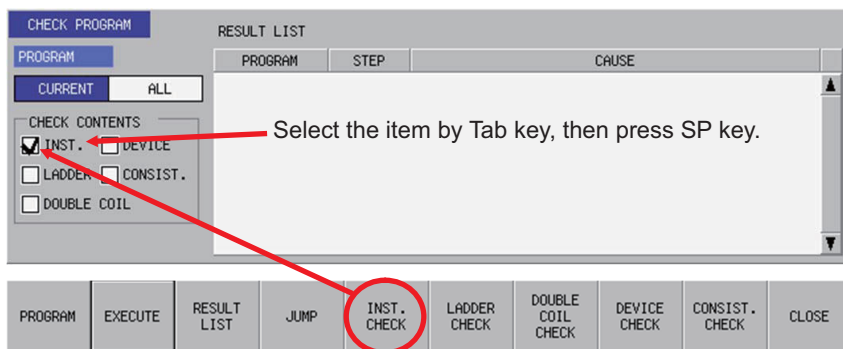 CHECK PROGRAM
RESULT LIST
PROGRAM
PROGRAM STEP CAUSE
CURRENT ALL
CHECK CONTENTS
INST. DEVICE
LADDER CONSIST.
DOUBLE COIL
Select the item by Tab key, then press SP key.
PROGRAM
EXECUTE
RESULT
LIST
JUMP
INST.
CHECK
LADDER
CHECK
DOUBLE
COIL
CHECK
DEVICE
CHECK
CONSIST.
CHECK
CLOSE